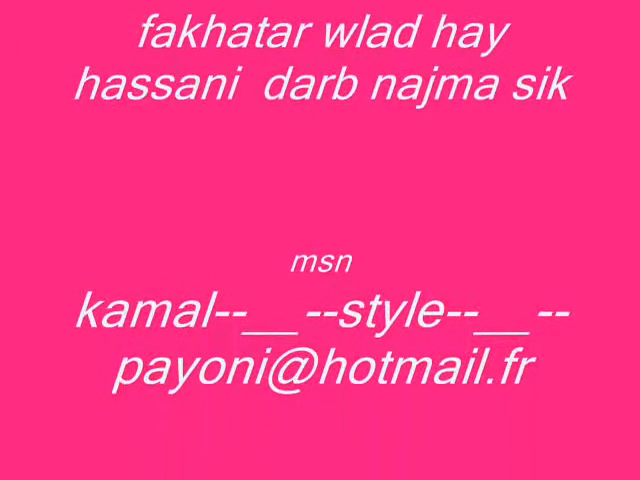 fakhatar wlad hay
hassani darb najma sik
msn
kamal--__--style--__--
payoni@hotmail.fr